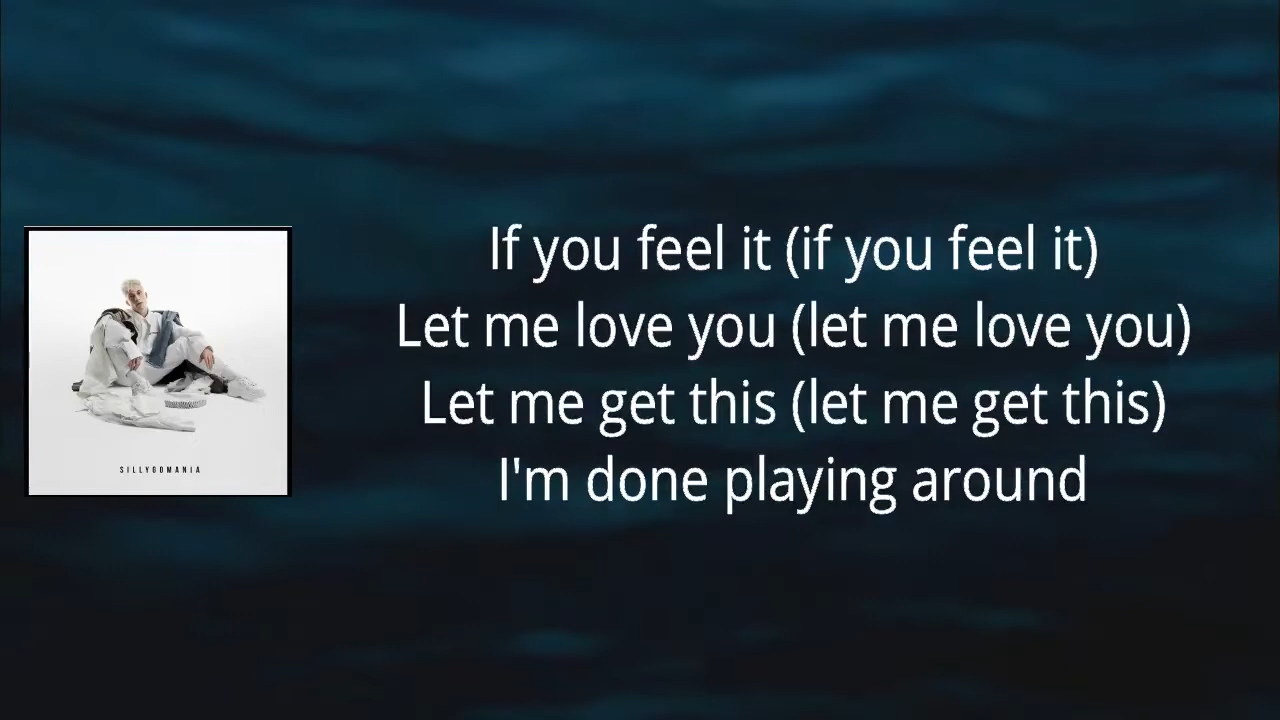 If you feel it (if you feel it)
Let me love you (let me love you)
Let me get this (let me get this)
I'm done playing around
SILLYGOMANIA